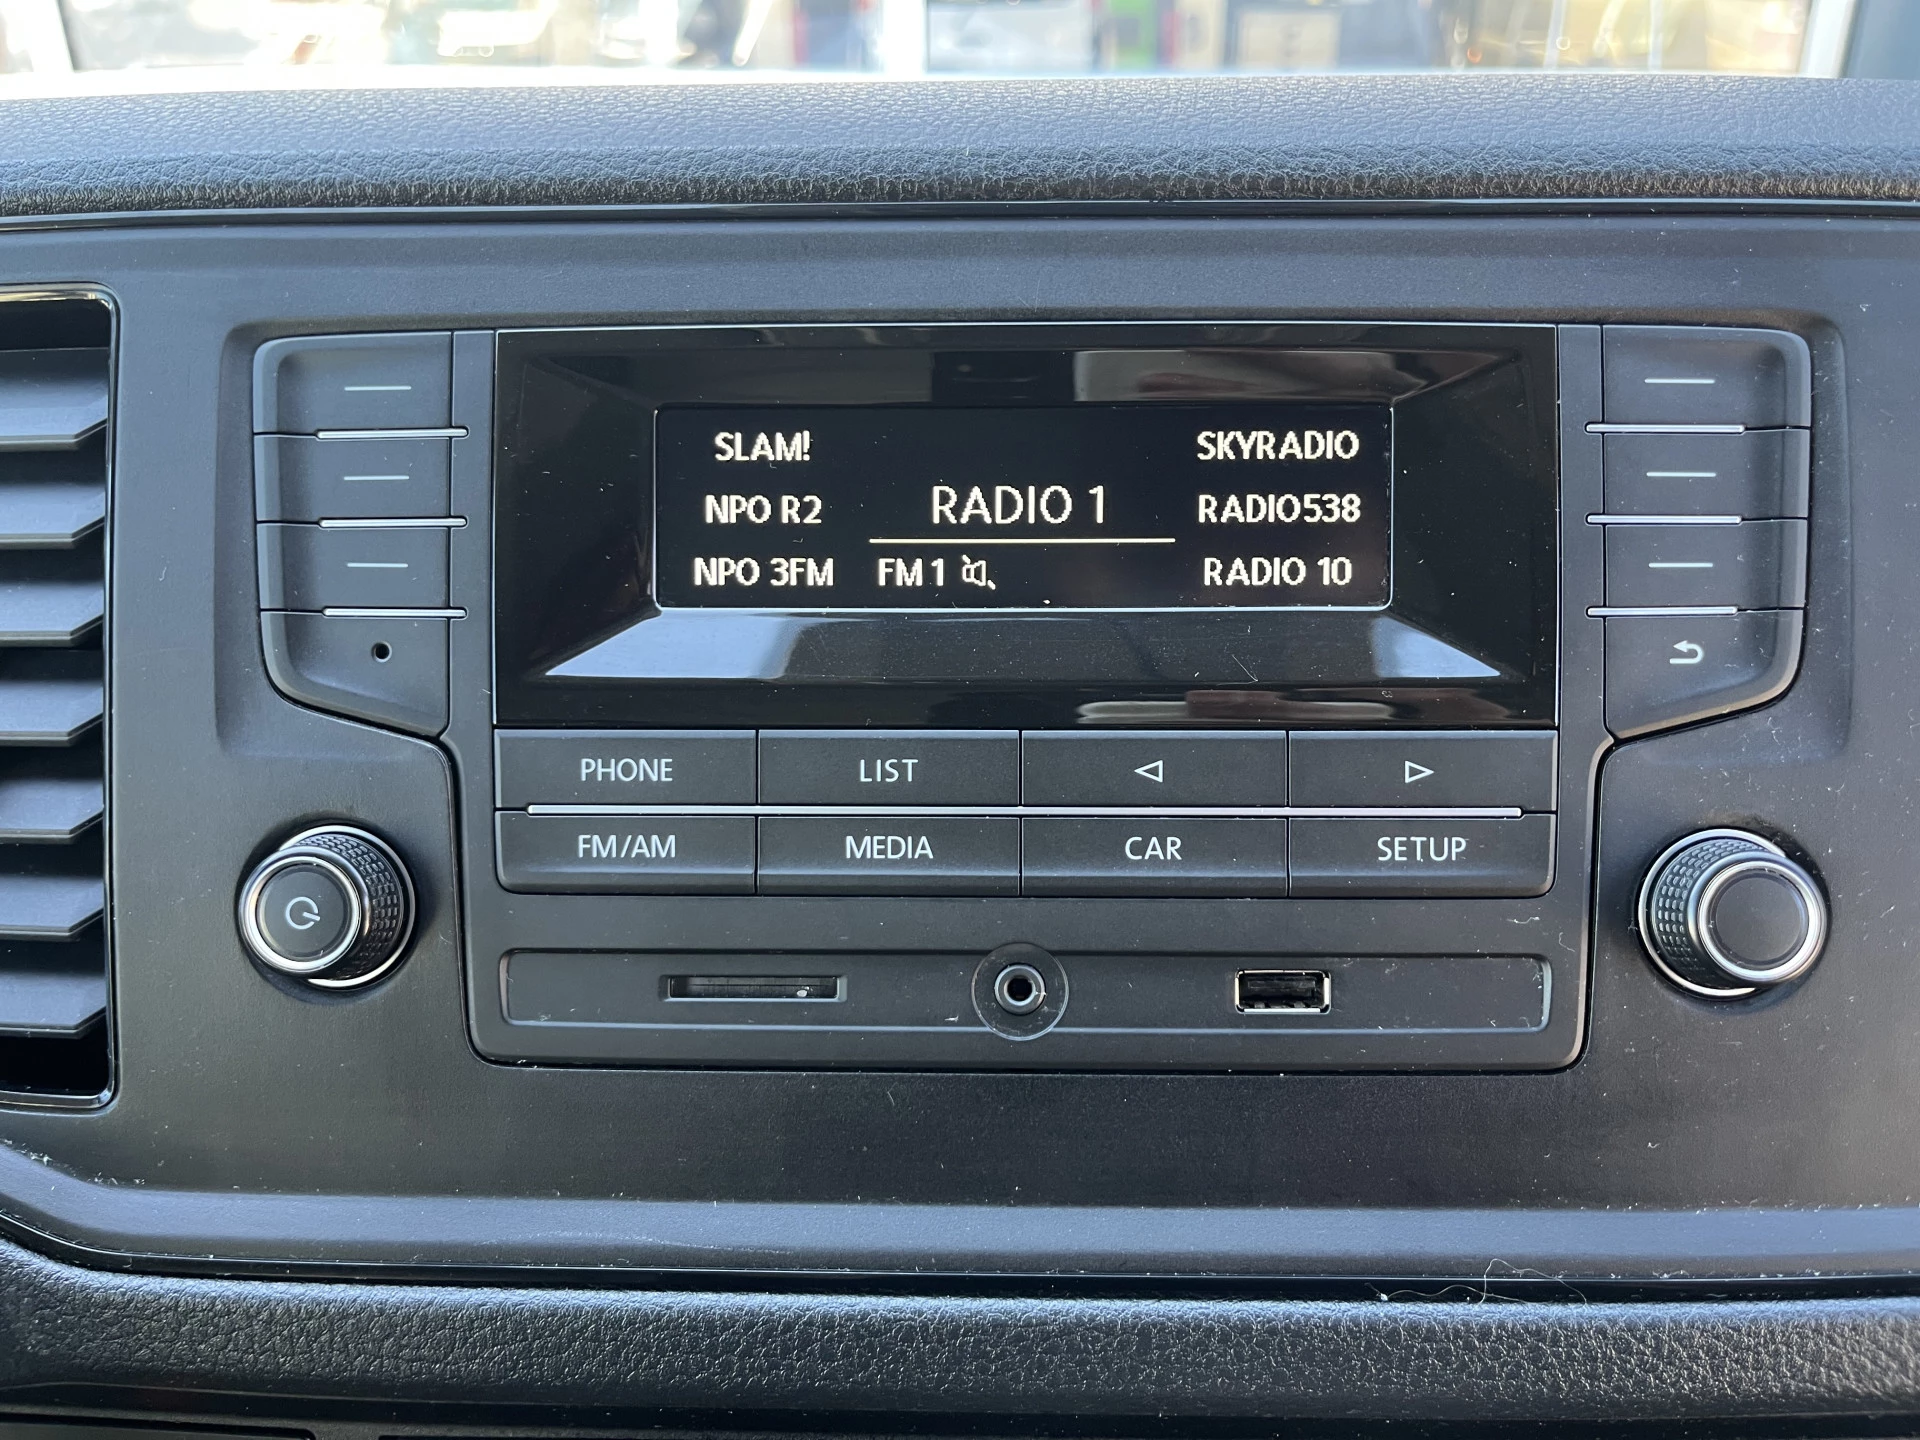 SLAM!
SKYRADIO
NPO R2
RADIO 1
RADIO538
NPO 3FM
FM 1
RADIO 10
PHONE
LIST
FM/AM
MEDIA
CAR
SETUP